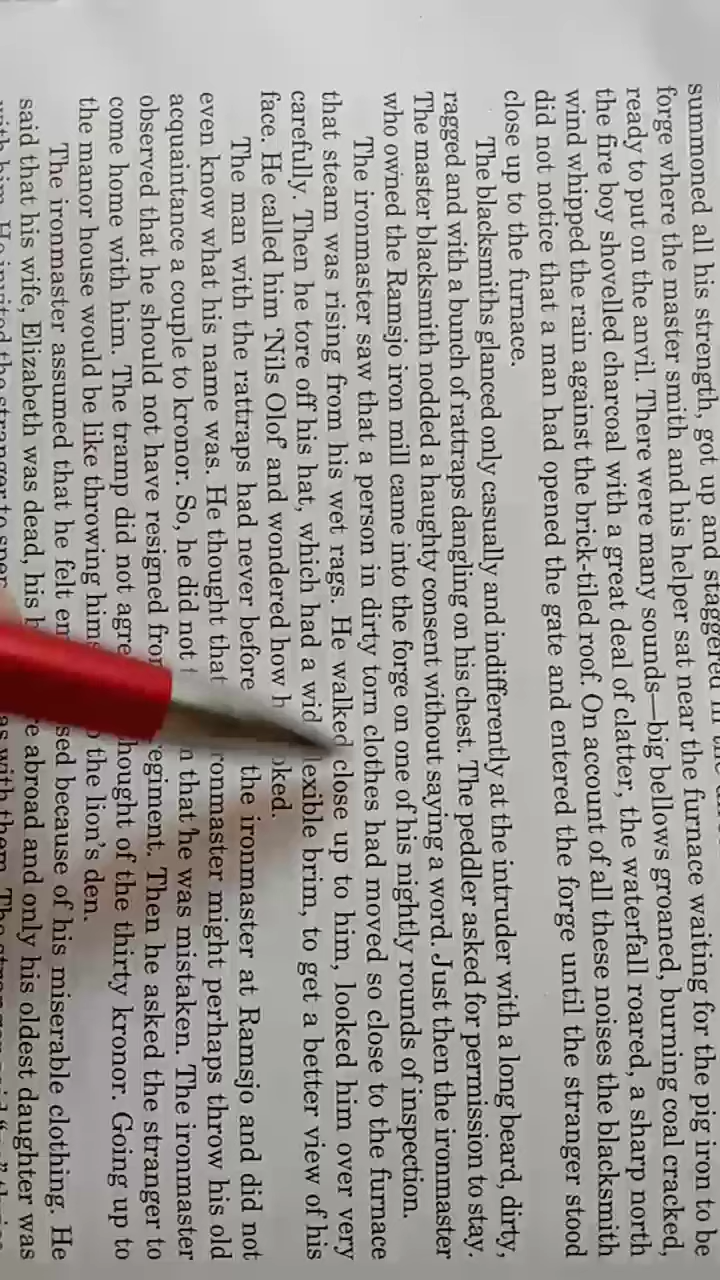 summoned all his strength, got up and staggered in
forge where the master smith and his helper sat near the furnace waiting for the pig iron to be
ready to put on the anvil. There were many sounds—big bellows groaned, burning coal cracked,
the fire boy shovelled charcoal with a great deal of clatter, the waterfall roared, a sharp north
wind whipped the rain against the brick-tiled roof. On account of all these noises the blacksmith
did not notice that a man had opened the gate and entered the forge until the stranger stood
close up to the furnace.
The blacksmiths glanced only casually and indifferently at the intruder with a long beard, dirty,
ragged and with a bunch of rattraps dangling on his chest. The peddler asked for permission to stay.
The master blacksmith nodded a haughty consent without saying a word. Just then the ironmaster
who owned the Ramsjo iron mill came into the forge on one of his nightly rounds of inspection.
The ironmaster saw that a person in dirty torn clothes had moved so close to the furnace
that steam was rising from his wet rags. He walked close up to him, looked him over very
carefully. Then he tore off his hat, which had a wid lexible brim, to get a better view of his
face. He called him ‘Nils Olof’ and wondered how h oked.
The man with the rattraps had never before the ironmaster at Ramsjo and did not
even know what his name was. He thought that ronmaster might perhaps throw his old
acquaintance a couple to kronor. So, he did not n that he was mistaken. The ironmaster
observed that he should not have resigned from regiment. Then he asked the stranger to
come home with him. The tramp did not agre hought of the thirty kronor. Going up to
the manor house would be like throwing hims the lion's den.
The ironmaster assumed that he felt em sed because of his miserable clothing. He
said that his wife, Elizabeth was dead, his re abroad and only his oldest daughter was
with him. He invited the stranger to as with them. The